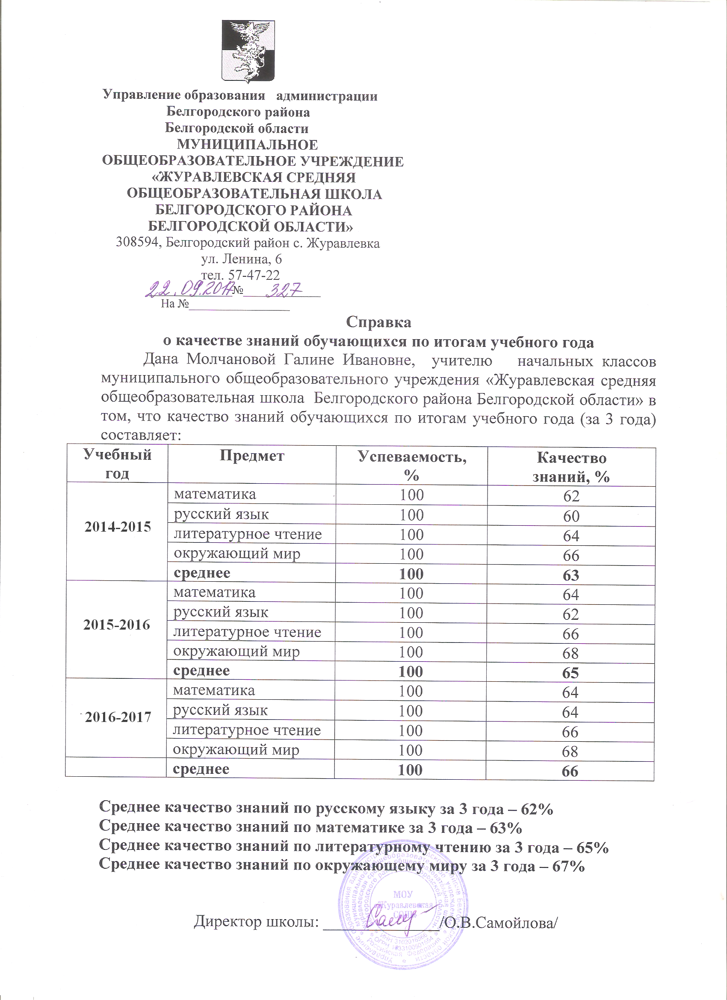 Управление образования администрации
Белгородского района
Белгородской области
МУНИЦИПАЛЬНОЕ
ОБЩЕОБРАЗОВАТЕЛЬНОЕ УЧРЕЖДЕНИЕ
«ЖУРАВЛЕВСКАЯ СРЕДНЯЯ
ОБЩЕОБРАЗОВАТЕЛЬНАЯ ШКОЛА
БЕЛГОРОДСКОГО РАЙОНА
БЕЛГОРОДСКОЙ ОБЛАСТИ»
308594, Белгородский район с. Журавлевка
ул. Ленина, 6
тел. 57-47-22
22.09.2017 № 327
На №
Справка
о качестве знаний обучающихся по итогам учебного года
Дана Молчановой Галине Ивановне, учителю начальных классов
муниципального общеобразовательного учреждения «Журавлевская средняя
общеобразовательная школа Белгородского района Белгородской области» в
том, что качество знаний обучающихся по итогам учебного года (за 3 года)
составляет:
Учебный год Предмет Успеваемость, % Качество знаний, %
2014-2015
математика 100 62
русский язык 100 60
литературное чтение 100 64
окружающий мир 100 66
среднее 100 63
2015-2016
математика 100 64
русский язык 100 62
литературное чтение 100 66
окружающий мир 100 68
среднее 100 65
2016-2017
математика 100 64
русский язык 100 64
литературное чтение 100 66
окружающий мир 100 68
среднее 100 66
Среднее качество знаний по русскому языку за 3 года – 62%
Среднее качество знаний по математике за 3 года – 63%
Среднее качество знаний по литературному чтению за 3 года – 65%
Среднее качество знаний по окружающему миру за 3 года – 67%
Директор школы: /О.В.Самойлова/
МОУ
«Журавлевская
СОШ»
ИНН 3102016566
Российская Федерация